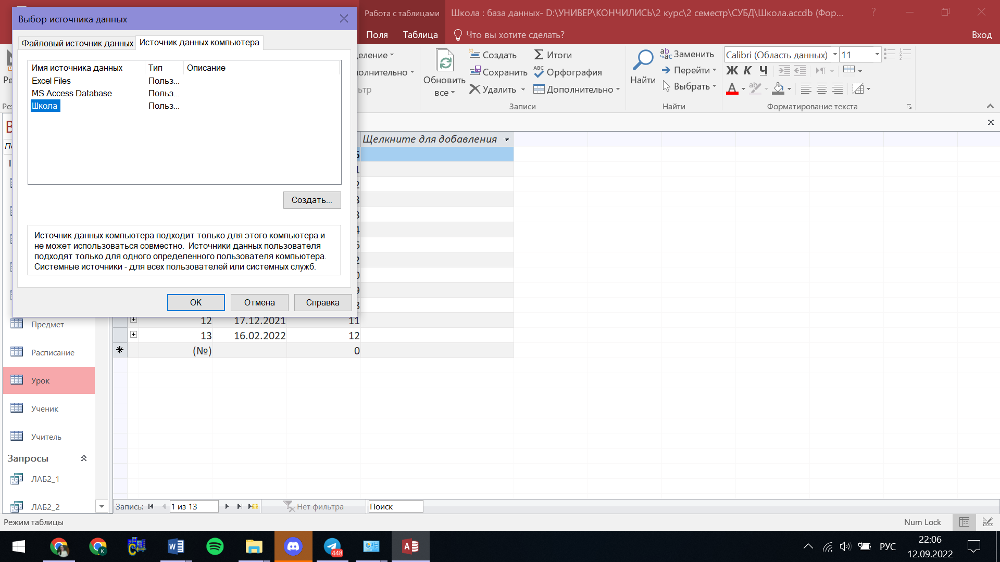 Выбор источника данных
Файловый источник данных
Источник данных компьютера
Имя источника данных Тип Описание
Excel Files Польз...
MS Access Database Польз...
Школа Польз...
Создать...
Источник данных компьютера подходит только для этого компьютера и
не может использоваться совместно. Источники данных пользователя
подходят только для одного определенного пользователя компьютера.
Системные источники - для всех пользователей или системных служб.
OK Отмена Справка
Работа с таблицами
Школа : база данных- D:\УНИВЕР\КОНЧИЛИСЬ\2 курс\2 семестр\СУБД\Школа.accdb (Фор...
Поля Таблица Что вы хотите сделать? Вход
Обновить
все
Создать
Сохранить
Удалить
Итоги
Орфография
Дополнительно
Записи
Найти
Заменить
Перейти
Выбрать
Найти
Calibri (Область данных) 11
Ж К Ч
Форматирование текста
Щелкните для добавления
12 17.12.2021 11
13 16.02.2022 12
(№) 0
Предмет
Расписание
Урок
Ученик
Учитель
Запросы
ЛАБ2_1
ЛАБ2_2
Запись: 1 из 13 Нет фильтра Поиск
Режим таблицы Num Lock
448
РУС
22:06
12.09.2022